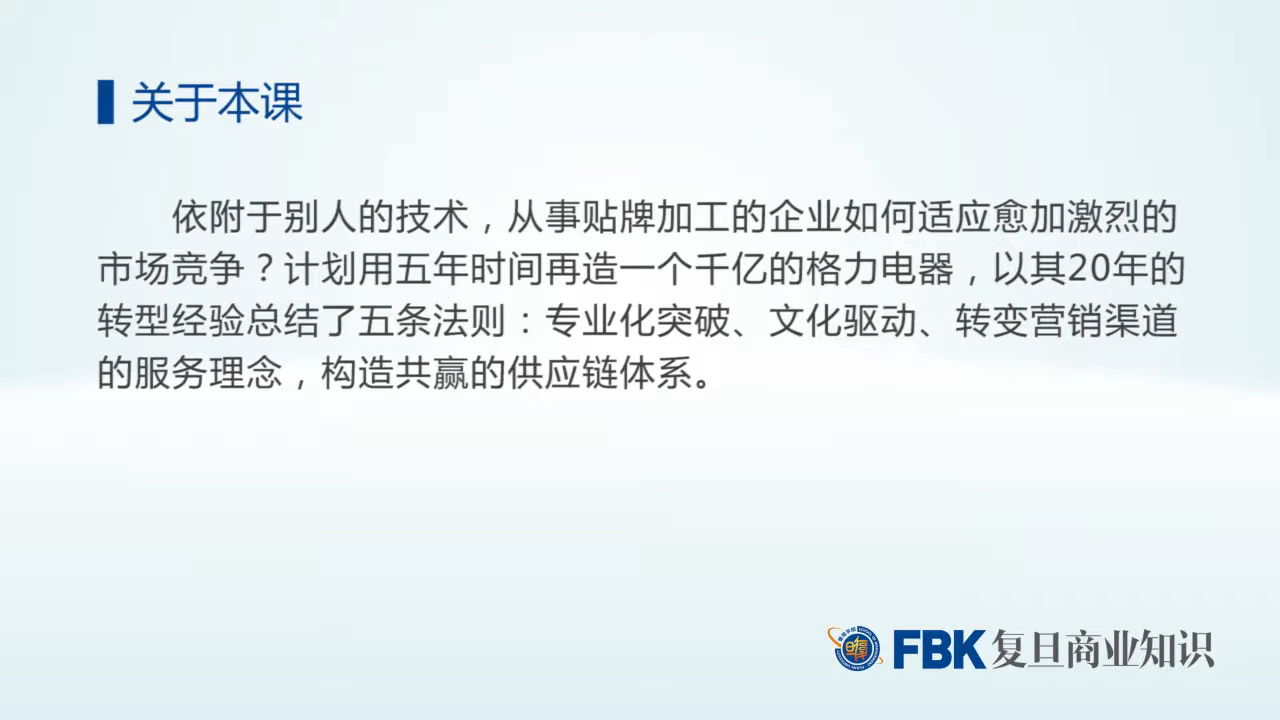 关于本课
依附于别人的技术，从事贴牌加工的企业如何适应愈加激烈的
市场竞争？计划用五年时间再造一个千亿的格力电器，以其20年的
转型经验总结了五条法则：专业化突破、文化驱动、转变营销渠道
的服务理念，构造共赢的供应链体系。
FBK 复旦商业知识